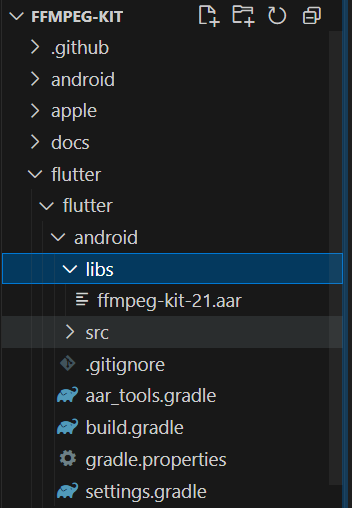 FFMPEG-KIT
.github
android
apple
docs
flutter
flutter
android
libs
ffmpeg-kit-21.aar
src
.gitignore
aar_tools.gradle
build.gradle
gradle.properties
settings.gradle